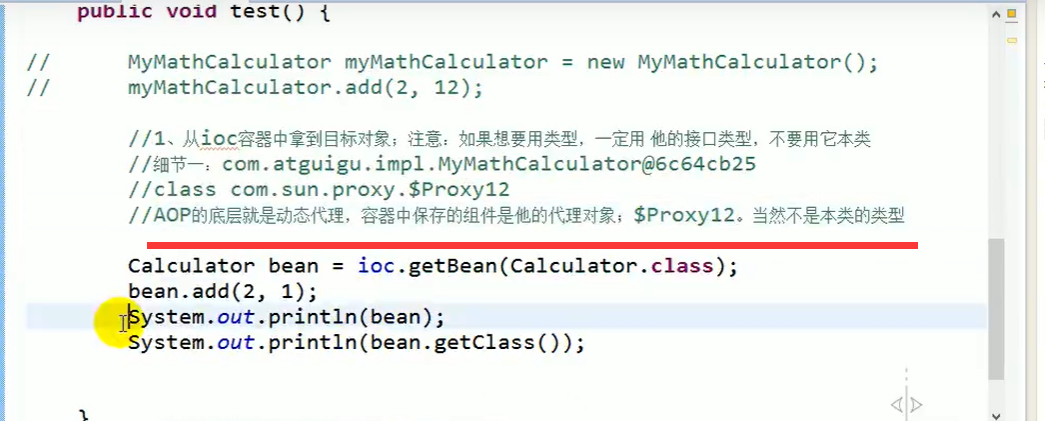 public void test() {
// MyMathCalculator myMathCalculator = new MyMathCalculator();
// myMathCalculator.add(2, 12);
//1、从ioc容器中拿到目标对象；注意：如果想要用类型，一定用 他的接口类型，不要用它本类
//细节一：com.atguigu.impl.MyMathCalculator@6c64cb25
//class com.sun.proxy.$Proxy12
//AOP的底层就是动态代理，容器中保存的组件是他的代理对象；$Proxy12。当然不是本类的类型
Calculator bean = ioc.getBean(Calculator.class);
bean.add(2, 1);
System.out.println(bean);
System.out.println(bean.getClass());
}